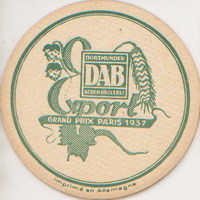 DORTMUNDER
DAB
ACTIEN BRAUEREI
Export
GRAND PRIX PARIS 1937
Imprimé en Allemagne